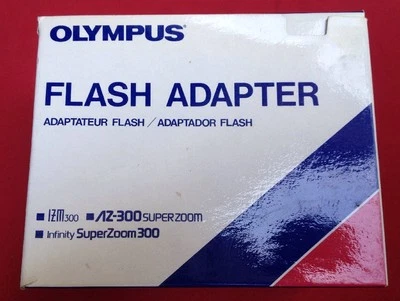 OLYMPUS
FLASH ADAPTER
ADAPTATEUR FLASH / ADAPTADOR FLASH
IZM300 AZ-300 SUPERZOOM
Infinity SuperZoom300